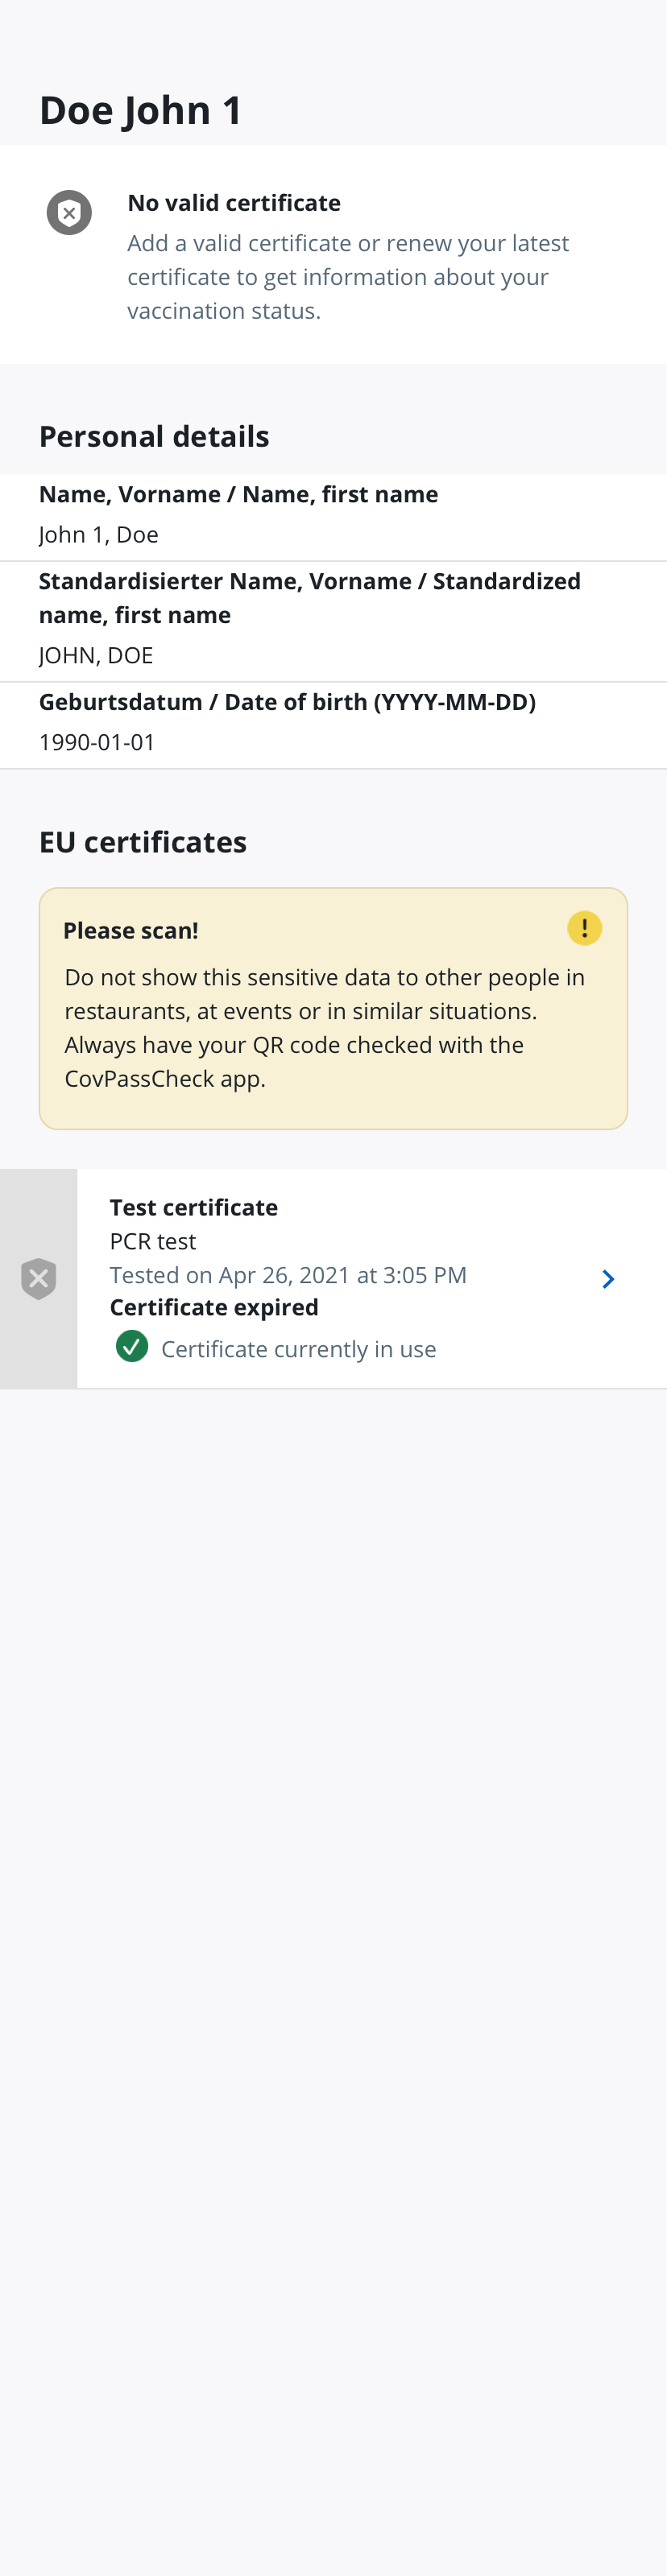 Doe John 1
No valid certificate
Add a valid certificate or renew your latest
certificate to get information about your
vaccination status.
Personal details
Name, Vorname / Name, first name
John 1, Doe
Standardisierter Name, Vorname / Standardized
name, first name
JOHN, DOE
Geburtsdatum / Date of birth (YYYY-MM-DD)
1990-01-01
EU certificates
Please scan!
Do not show this sensitive data to other people in
restaurants, at events or in similar situations.
Always have your QR code checked with the
CovPassCheck app.
Test certificate
PCR test
Tested on Apr 26, 2021 at 3:05 PM
Certificate expired
Certificate currently in use